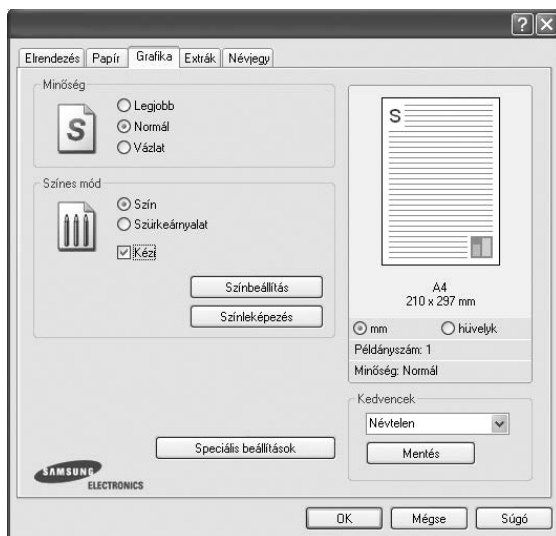 Elrendezés Papír Grafika Extrák Névjegy
Minőség
S
Legjobb
Normál
Vázlat
Színes mód
Szín
Szürkeárnyalat
Kézi
Színbeállítás
Színleképezés
S
A4
210 x 297 mm
mm hüvelyk
Példányszám: 1
Minőség: Normál
Kedvencek
Névtelen
Mentés
Speciális beállítások
SAMSUNG
ELECTRONICS
OK Mégse Súgó